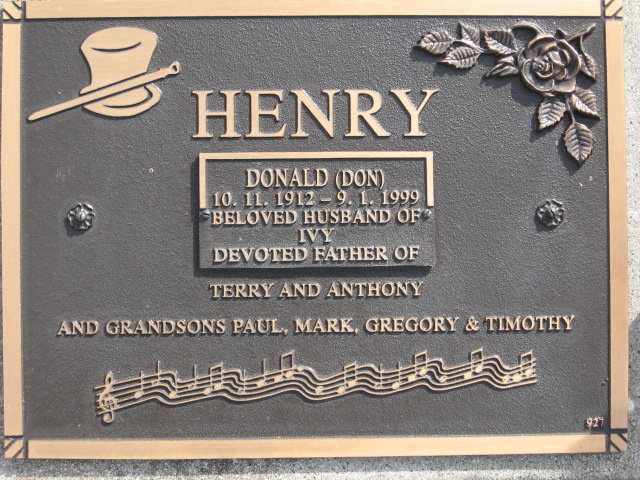 HENRY
DONALD (DON)
10. 11. 1912 – 9. 1. 1999
BELOVED HUSBAND OF
IVY
DEVOTED FATHER OF
TERRY AND ANTHONY
AND GRANDSONS PAUL, MARK, GREGORY & TIMOTHY
927